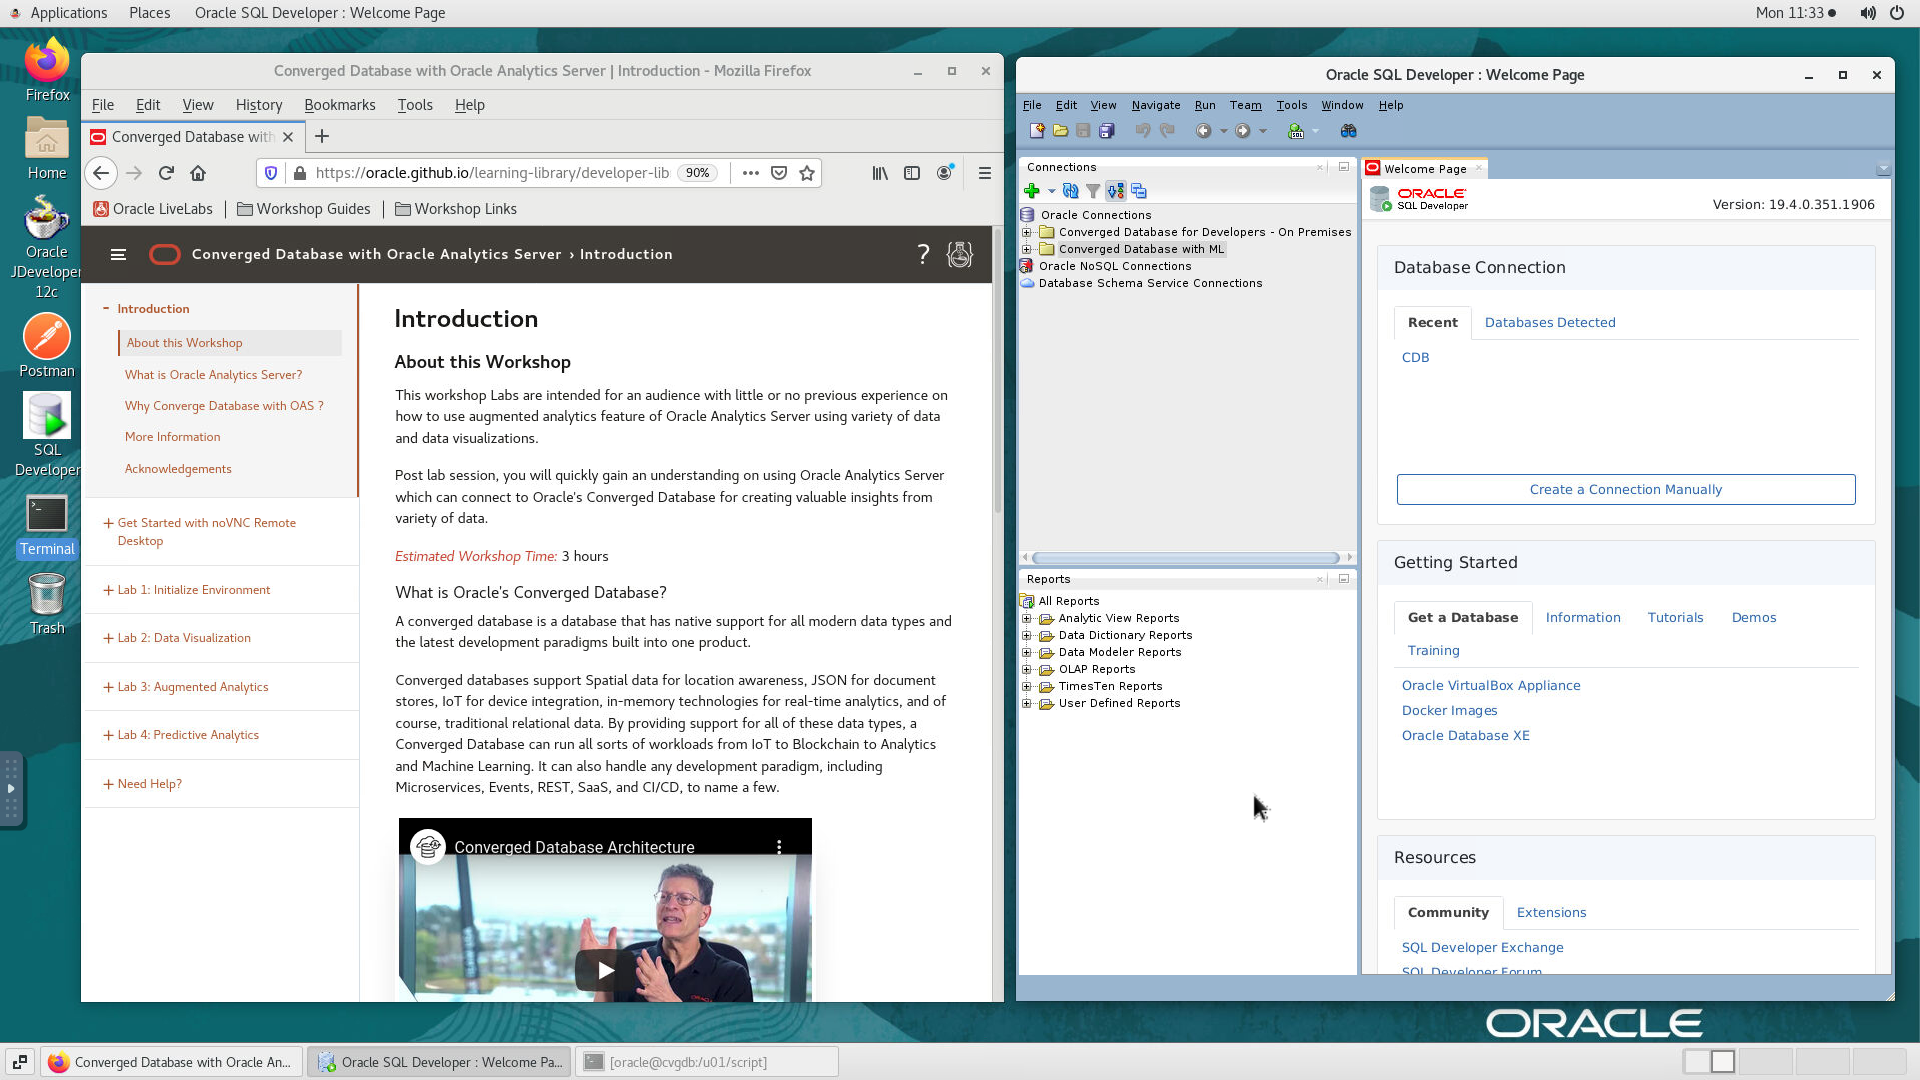 Applications Places Oracle SQL Developer : Welcome Page Mon 11:33
Firefox
Home
Oracle
JDeveloper
12c
Postman
SQL
Developer
Terminal
Trash
Converged Database with Oracle Analytics Server | Introduction - Mozilla Firefox
File Edit View History Bookmarks Tools Help
Converged Database with
https://oracle.github.io/learning-library/developer-lib 90%
Oracle LiveLabs Workshop Guides Workshop Links
Converged Database with Oracle Analytics Server › Introduction ?
Introduction
About this Workshop
What is Oracle Analytics Server?
Why Converge Database with OAS ?
More Information
Acknowledgements
Get Started with noVNC Remote
Desktop
Lab 1: Initialize Environment
Lab 2: Data Visualization
Lab 3: Augmented Analytics
Lab 4: Predictive Analytics
Need Help?
Introduction
About this Workshop
This workshop Labs are intended for an audience with little or no previous experience on
how to use augmented analytics feature of Oracle Analytics Server using variety of data
and data visualizations.
Post lab session, you will quickly gain an understanding on using Oracle Analytics Server
which can connect to Oracle's Converged Database for creating valuable insights from
variety of data.
Estimated Workshop Time: 3 hours
What is Oracle's Converged Database?
A converged database is a database that has native support for all modern data types and
the latest development paradigms built into one product.
Converged databases support Spatial data for location awareness, JSON for document
stores, IoT for device integration, in-memory technologies for real-time analytics, and of
course, traditional relational data. By providing support for all of these data types, a
Converged Database can run all sorts of workloads from IoT to Blockchain to Analytics
and Machine Learning. It can also handle any development paradigm, including
Microservices, Events, REST, SaaS, and CI/CD, to name a few.
Converged Database Architecture
Oracle SQL Developer : Welcome Page
File Edit View Navigate Run Team Tools Window Help
Connections
Oracle Connections
Converged Database for Developers - On Premises
Converged Database with ML
Oracle NoSQL Connections
Database Schema Service Connections
Reports
All Reports
Analytic View Reports
Data Dictionary Reports
Data Modeler Reports
OLAP Reports
TimesTen Reports
User Defined Reports
Welcome Page
ORACLE
SQL Developer
Version: 19.4.0.351.1906
Database Connection
Recent Databases Detected
CDB
Create a Connection Manually
Getting Started
Get a Database Information Tutorials Demos
Training
Oracle VirtualBox Appliance
Docker Images
Oracle Database XE
Resources
Community Extensions
SQL Developer Exchange
SQL Developer Forum
ORACLE
Converged Database with Oracle An... Oracle SQL Developer : Welcome Pa... [oracle@cvgdb:/u01/script]